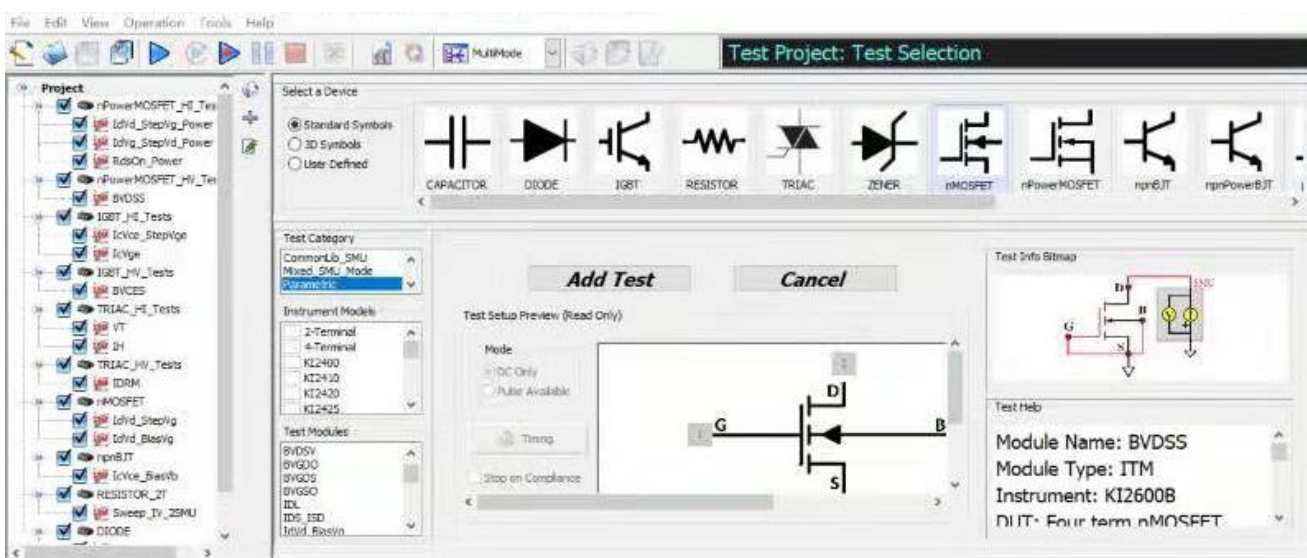 File Edit View Operation Tools Help
MultiMode
Test Project: Test Selection
Project
nPowerMOSFET_HI_Tes
IdVd_StepVg_Power
IdVg_StepVd_Power
RdsOn_Power
nPowerMOSFET_HV_Te
BVDSS
IGBT_HI_Tests
IcVce_StepVge
IcVge
IGBT_HV_Tests
BVCES
TRIAC_HI_Tests
VT
IH
TRIAC_HV_Tests
IDRM
nMOSFET
IdVd_StepVg
IdVd_BiasVg
npnBJT
IcVce_BiasVb
RESISTOR_2T
Sweep_IV_2SMU
DIODE
Select a Device
Standard Symbols
3D Symbols
User Defined
CAPACITOR DIODE IGBT RESISTOR TRIAC ZENER nMOSFET nPowerMOSFET npnBJT npnPowerBJT
Test Category
CommonLib_SMU
Mixed_SMU_Mode
Parametric
Instrument Models
2-Terminal
4-Terminal
KI2400
KI2410
KI2420
KI2425
Test Modules
BVDSV
BVGDO
BVGDS
BVGSO
IDL
IDS_ISD
IdVd_BiasVg
Add Test
Cancel
Test Setup Preview (Read Only)
Mode
DC Only
Pulse Available
Timing
Stop on Compliance
D
G
B
S
Test Info Bitmap
SMU
D
B
G
S
V
Test Help
Module Name: BVDSS
Module Type: ITM
Instrument: KI2600B
DUT: Four term nMOSFET